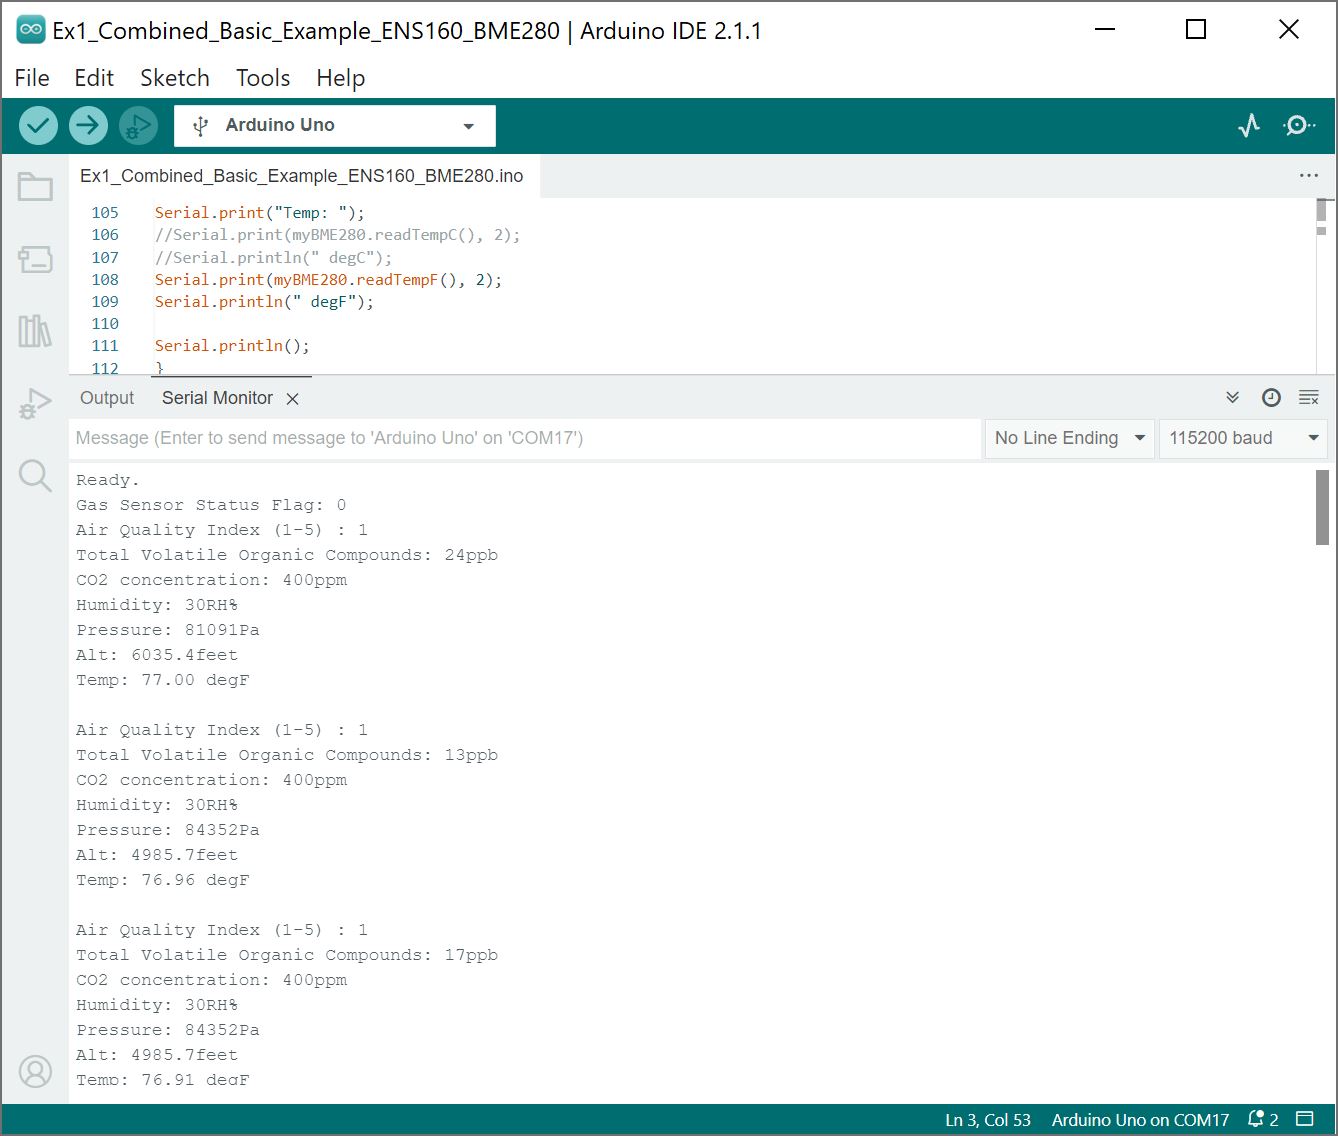 Ex1_Combined_Basic_Example_ENS160_BME280 | Arduino IDE 2.1.1
File Edit Sketch Tools Help
Arduino Uno
Ex1_Combined_Basic_Example_ENS160_BME280.ino
105 Serial.print("Temp: ");
106 //Serial.print(myBME280.readTempC(), 2);
107 //Serial.println(" degC");
108 Serial.print(myBME280.readTempF(), 2);
109 Serial.println(" degF");
110
111 Serial.println();
112 }
Output Serial Monitor
Message (Enter to send message to 'Arduino Uno' on 'COM17') No Line Ending 115200 baud
Ready.
Gas Sensor Status Flag: 0
Air Quality Index (1-5) : 1
Total Volatile Organic Compounds: 24ppb
CO2 concentration: 400ppm
Humidity: 30RH%
Pressure: 81091Pa
Alt: 6035.4feet
Temp: 77.00 degF
Air Quality Index (1-5) : 1
Total Volatile Organic Compounds: 13ppb
CO2 concentration: 400ppm
Humidity: 30RH%
Pressure: 84352Pa
Alt: 4985.7feet
Temp: 76.96 degF
Air Quality Index (1-5) : 1
Total Volatile Organic Compounds: 17ppb
CO2 concentration: 400ppm
Humidity: 30RH%
Pressure: 84352Pa
Alt: 4985.7feet
Temp: 76.91 degF
Ln 3, Col 53 Arduino Uno on COM17 2